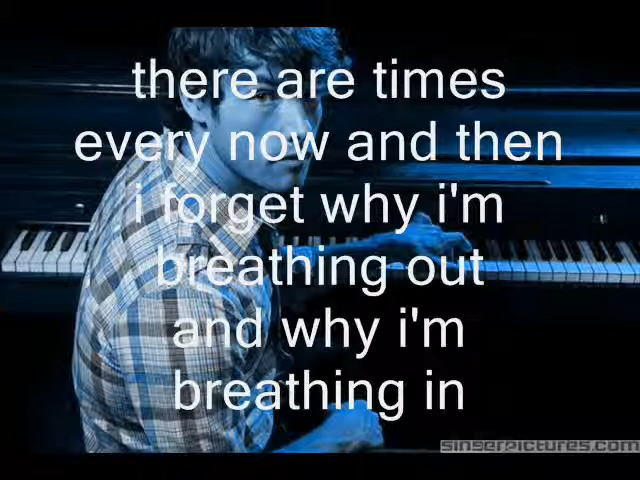 there are times
every now and then
i forget why i'm
breathing out
and why i'm
breathing in
singerpictures.com